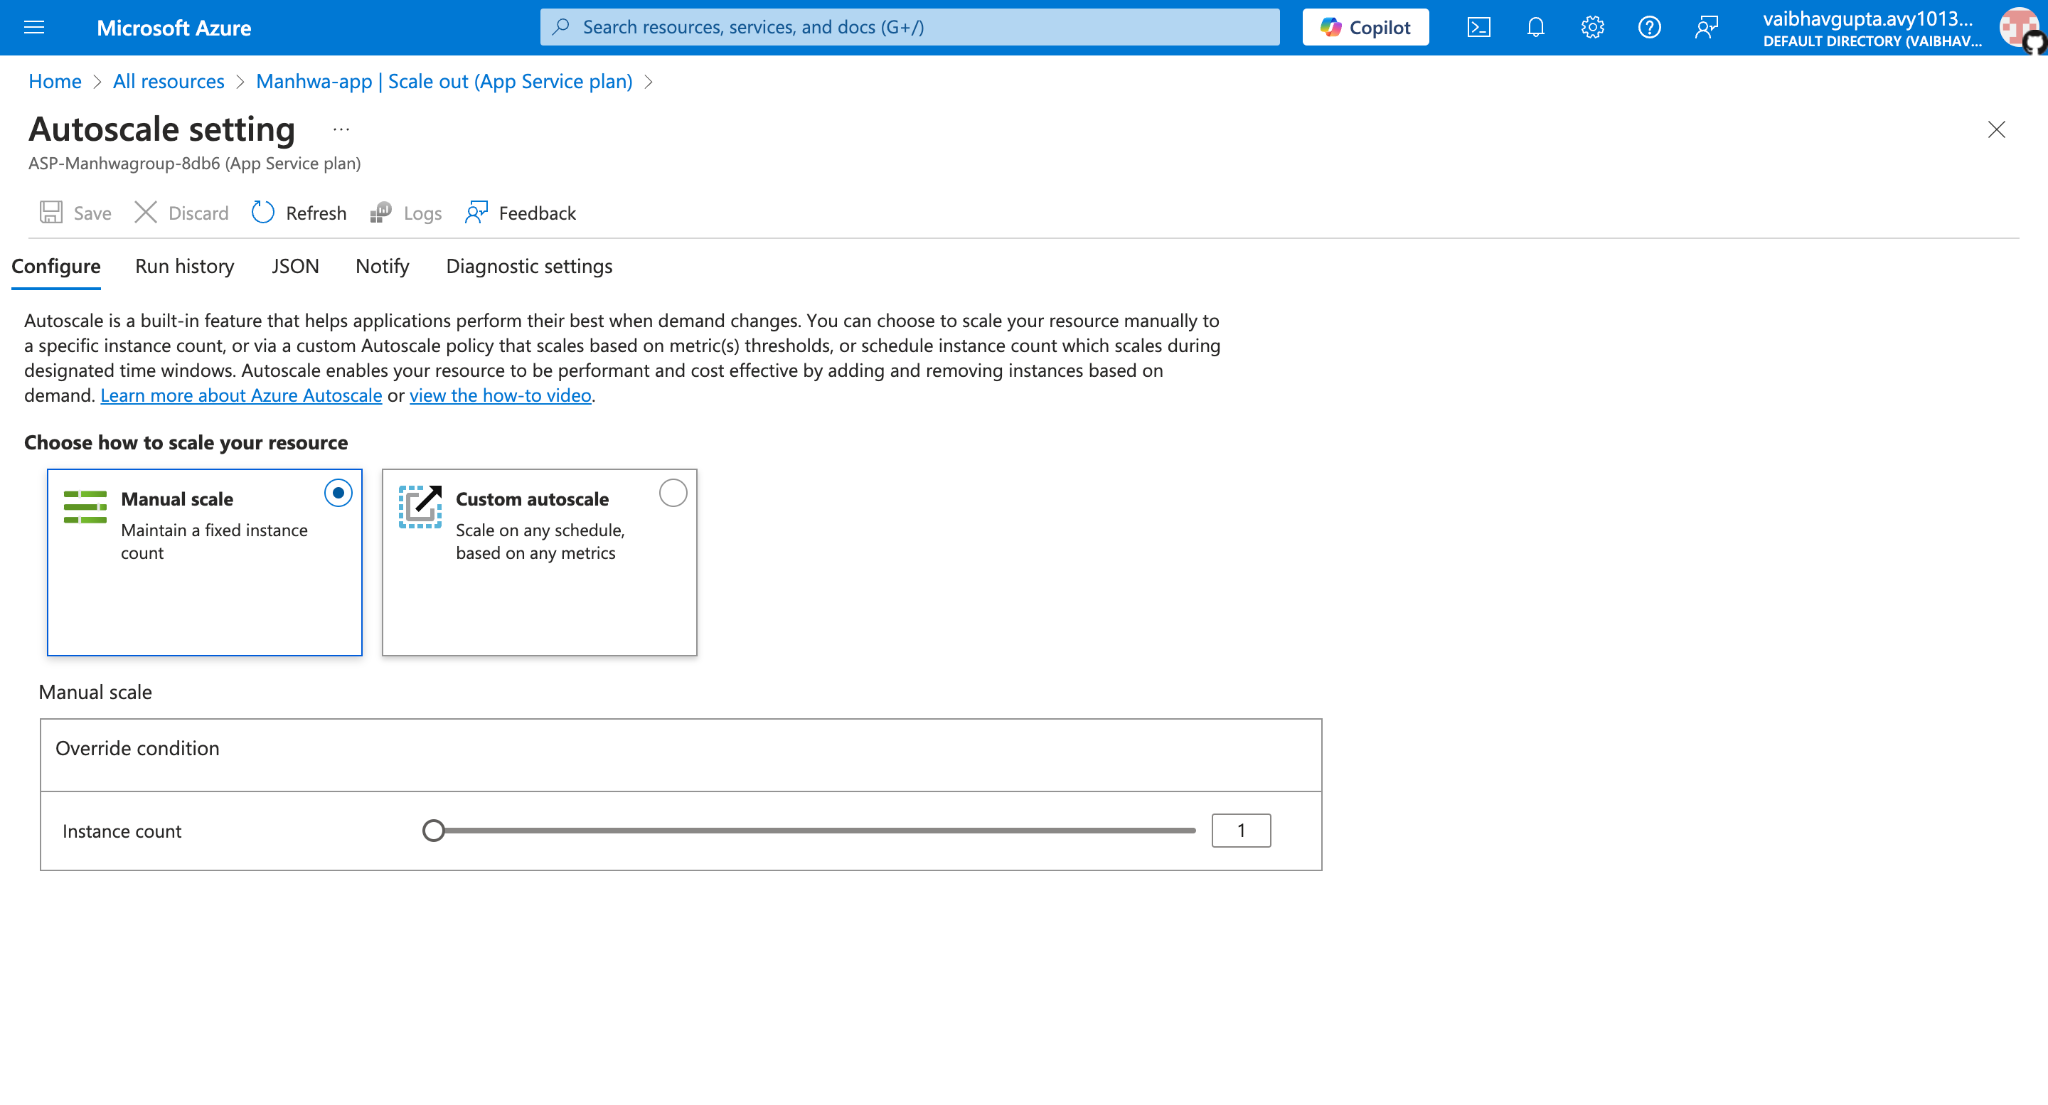 Microsoft Azure
Search resources, services, and docs (G+/)
Copilot
vaibhavgupta.avy1013...
DEFAULT DIRECTORY (VAIBHAV...
Home > All resources > Manhwa-app | Scale out (App Service plan) >
Autoscale setting ...
ASP-Manhwagroup-8db6 (App Service plan)
Save Discard Refresh Logs Feedback
Configure Run history JSON Notify Diagnostic settings
Autoscale is a built-in feature that helps applications perform their best when demand changes. You can choose to scale your resource manually to
a specific instance count, or via a custom Autoscale policy that scales based on metric(s) thresholds, or schedule instance count which scales during
designated time windows. Autoscale enables your resource to be performant and cost effective by adding and removing instances based on
demand. Learn more about Azure Autoscale or view the how-to video.
Choose how to scale your resource
Manual scale
Maintain a fixed instance
count
Custom autoscale
Scale on any schedule,
based on any metrics
Manual scale
Override condition
Instance count 1